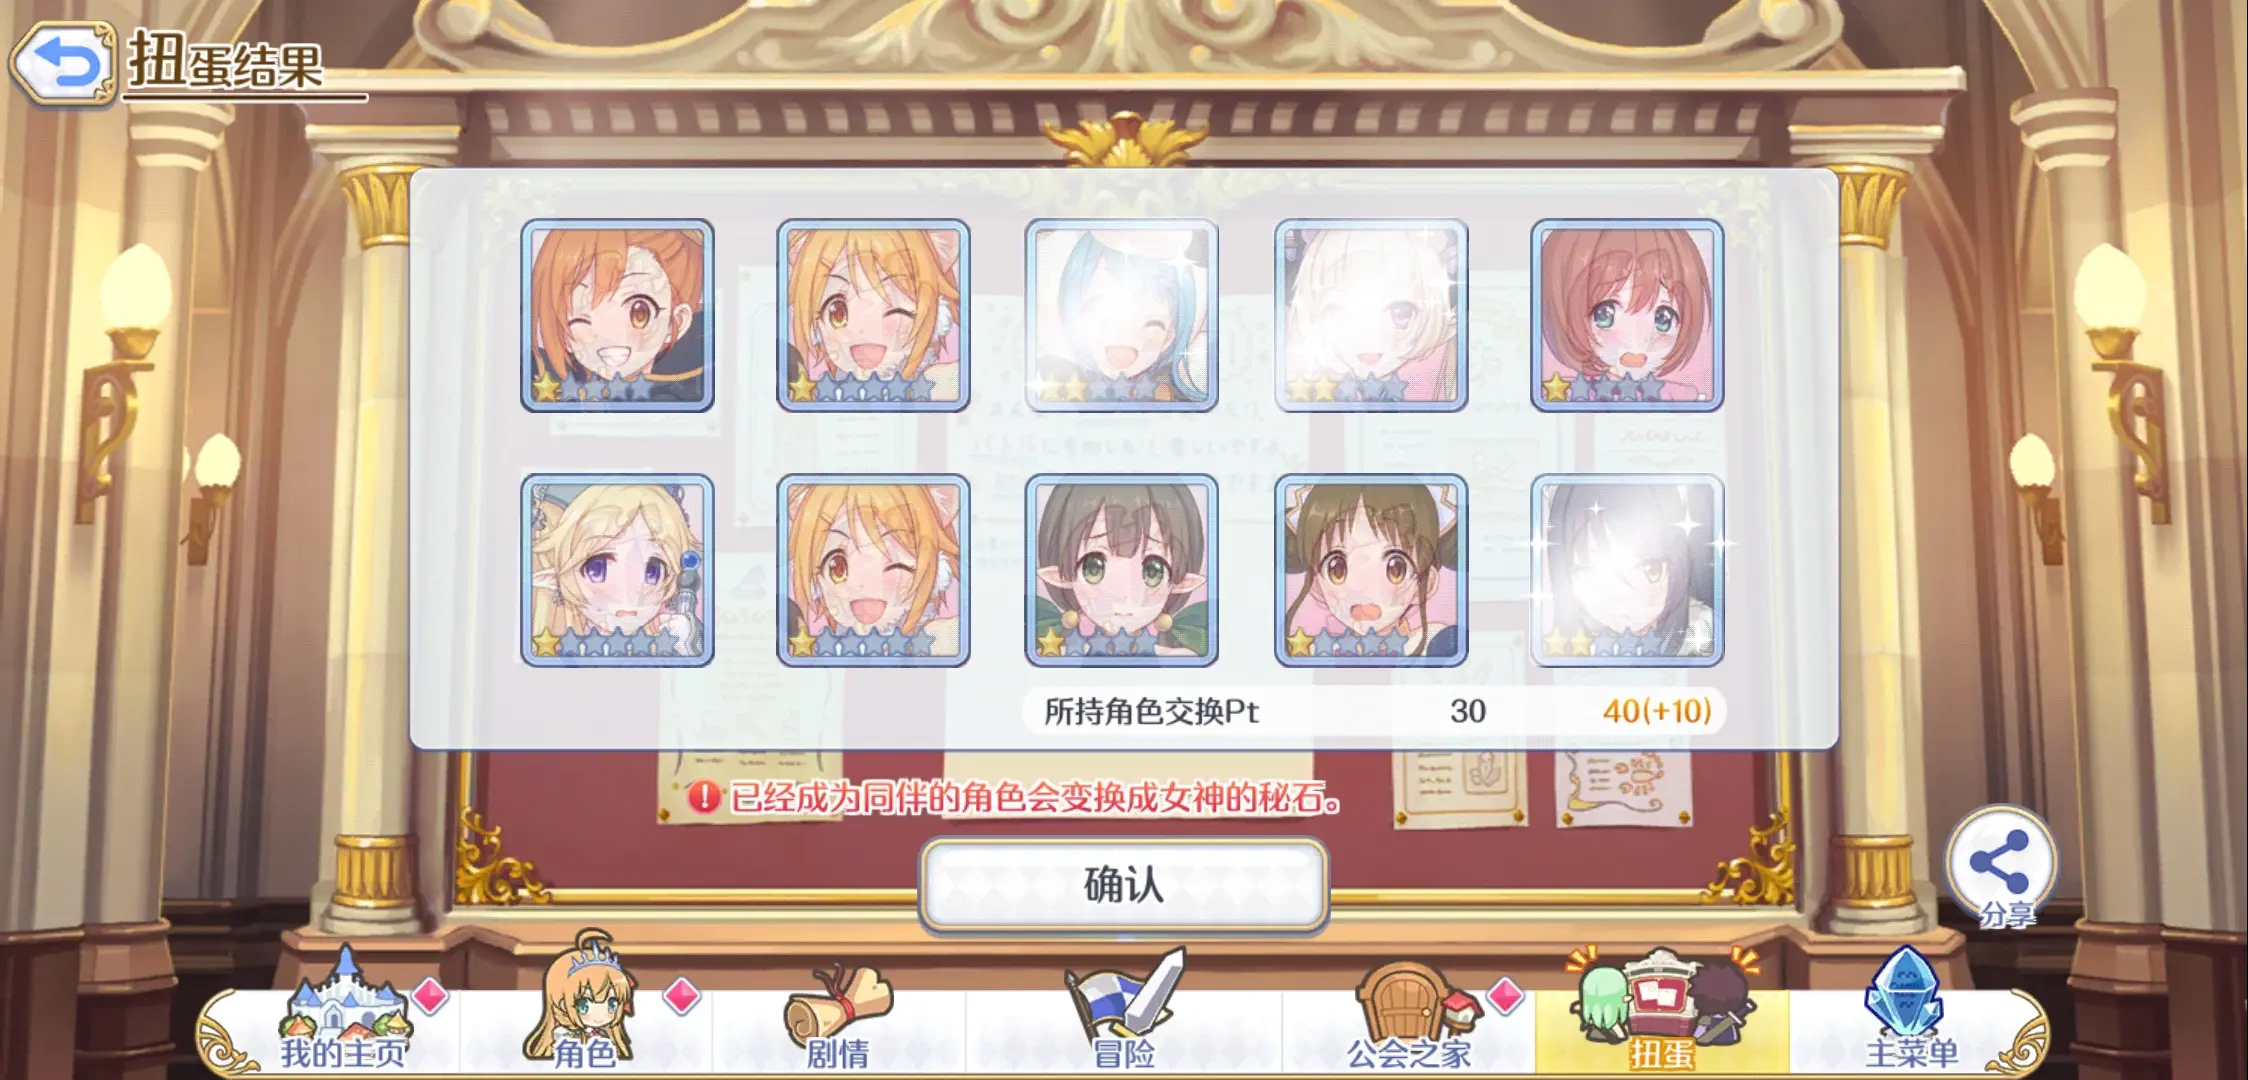 扭蛋结果
所持角色交换Pt 30 40(+10)
已经成为同伴的角色会变换成女神的秘石。
确认
分享
我的主页
角色
剧情
冒险
公会之家
扭蛋
主菜单